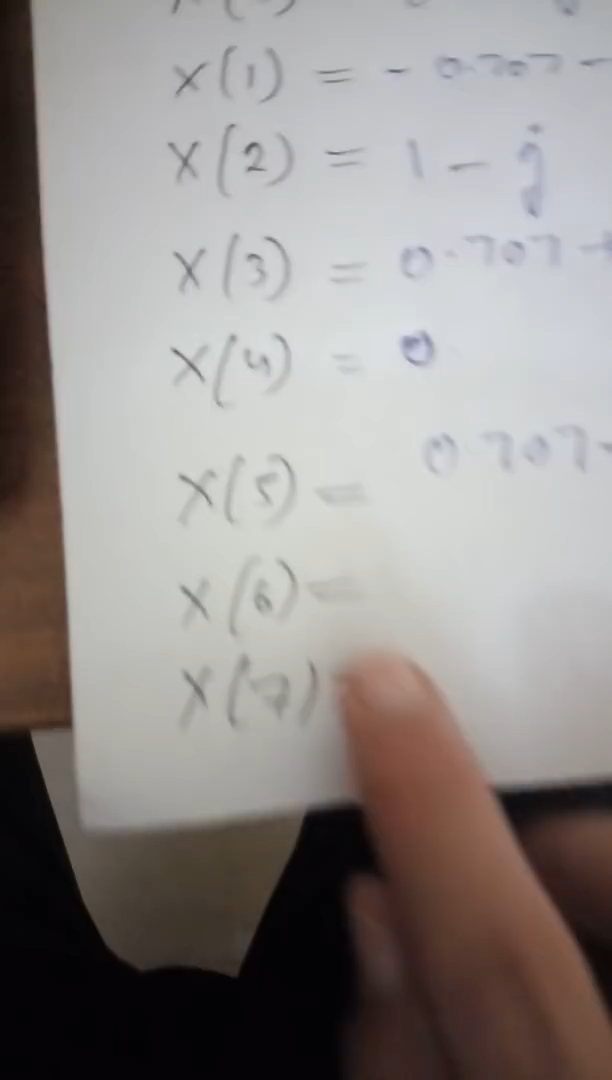 X(1) = - 0.707 -
X(2) = 1 - j
X(3) = 0.707 +
X(4) = 0
0.707
X(5) =
X(6) =
X(7)